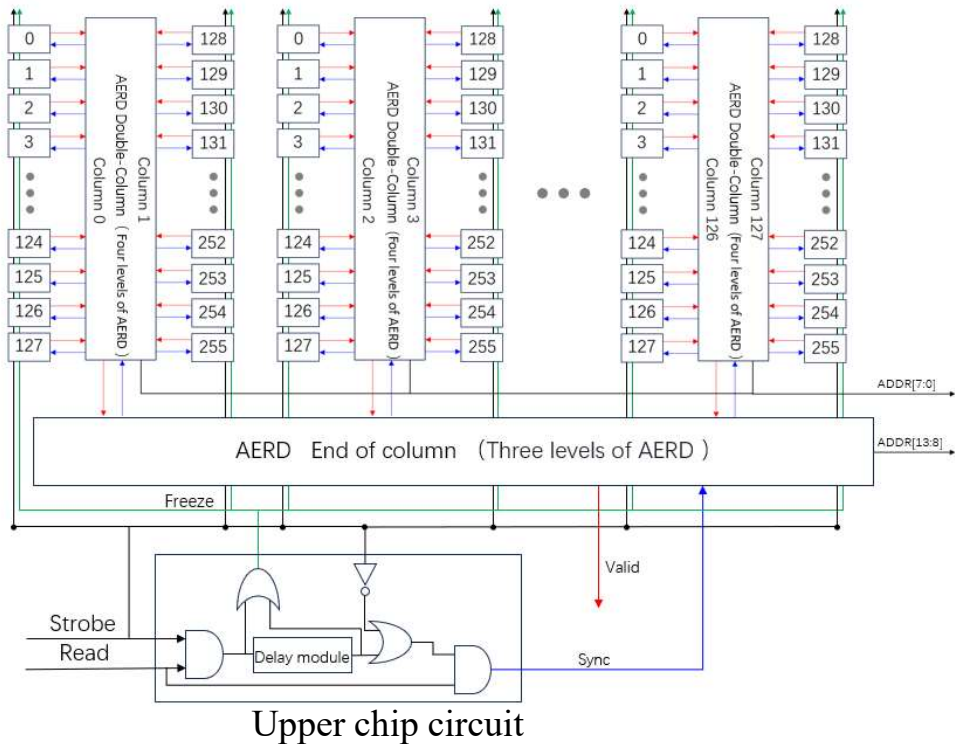 0 128 0 128 0 128
1 129 1 129 1 129
2 130 2 130 2 130
3 131 3 131 3 131
AERD Double-Column（Four levels of AERD）
Column 1
Column 0
AERD Double-Column（Four levels of AERD）
Column 3
Column 2
AERD Double-Column（Four levels of AERD）
Column 127
Column 126
124 252 124 252 124 252
125 253 125 253 125 253
126 254 126 254 126 254
127 255 127 255 127 255
ADDR[7:0]
AERD End of column （Three levels of AERD ）
ADDR[13:8]
Freeze
Valid
Strobe
Read
Delay module
Sync
Upper chip circuit